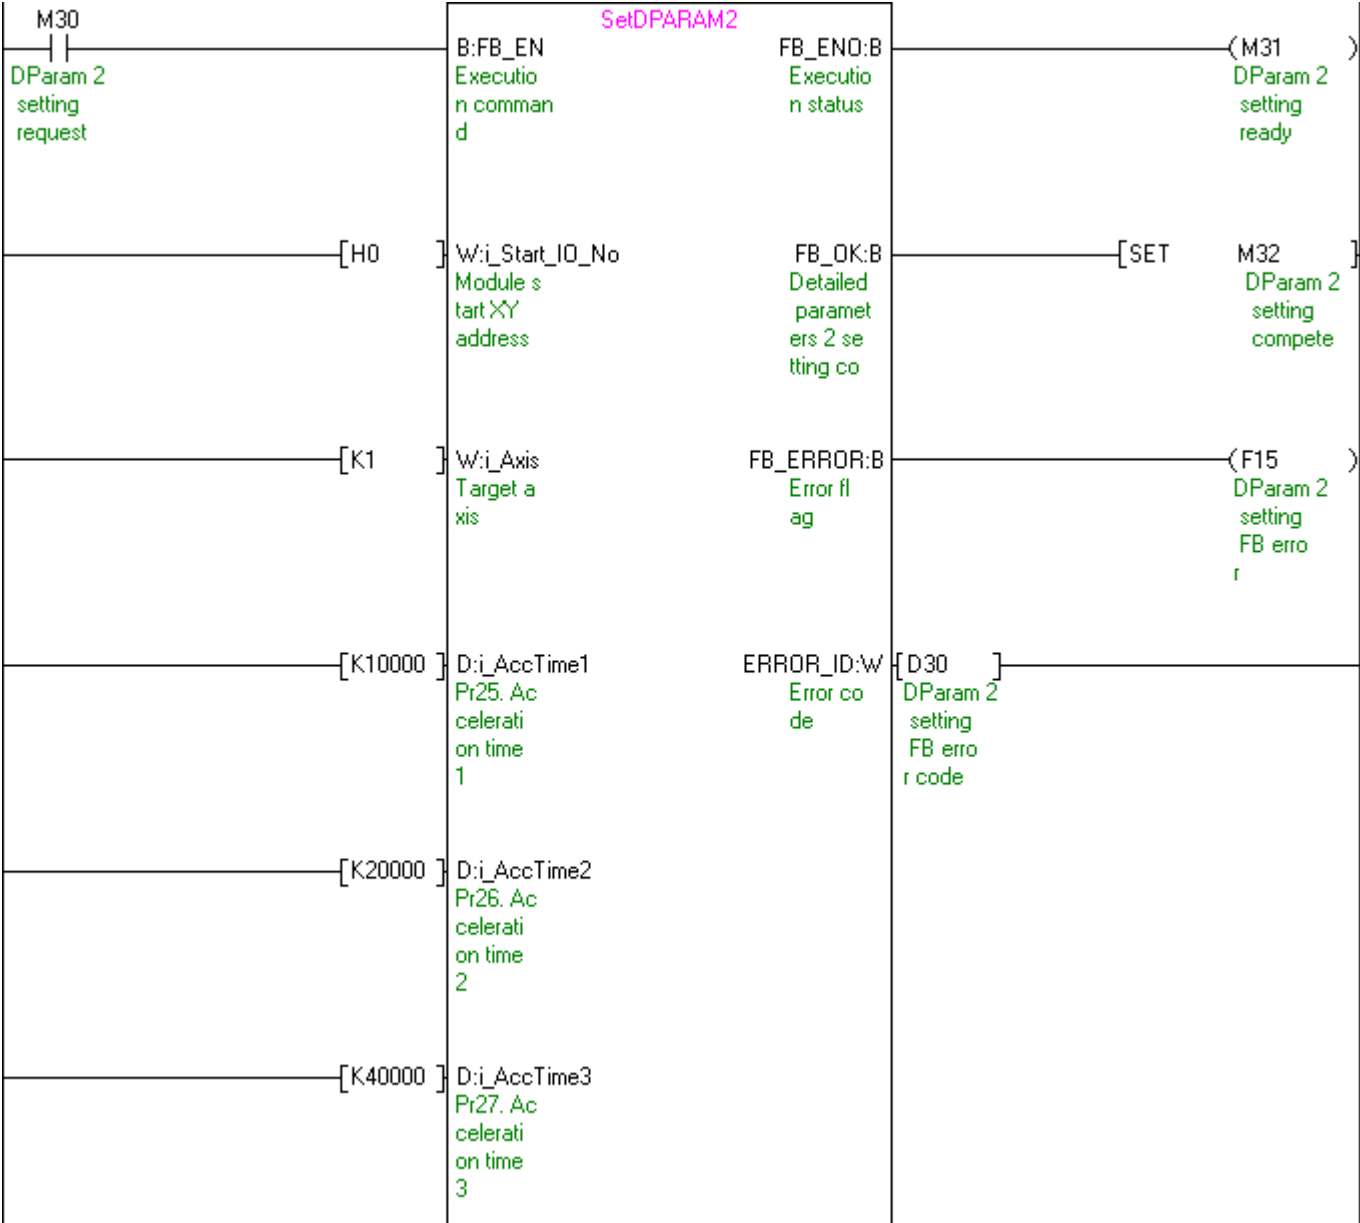 M30
SetDPARAM2
B:FB_EN
FB_ENO:B
(M31 )
DParam 2
setting
request
Executio
n comman
d
Executio
n status
DParam 2
setting
ready
[H0 ]
W:i_Start_IO_No
FB_OK:B
[SET M32 ]
Module s
tart XY
address
Detailed
paramet
ers 2 se
tting co
DParam 2
setting
compete
[K1 ]
W:i_Axis
FB_ERROR:B
(F15 )
Target a
xis
Error fl
ag
DParam 2
setting
FB erro
r
[K10000 ]
D:i_AccTime1
ERROR_ID:W
[D30 ]
Pr25. Ac
celerati
on time
1
Error co
de
DParam 2
setting
FB erro
r code
[K20000 ]
D:i_AccTime2
Pr26. Ac
celerati
on time
2
[K40000 ]
D:i_AccTime3
Pr27. Ac
celerati
on time
3